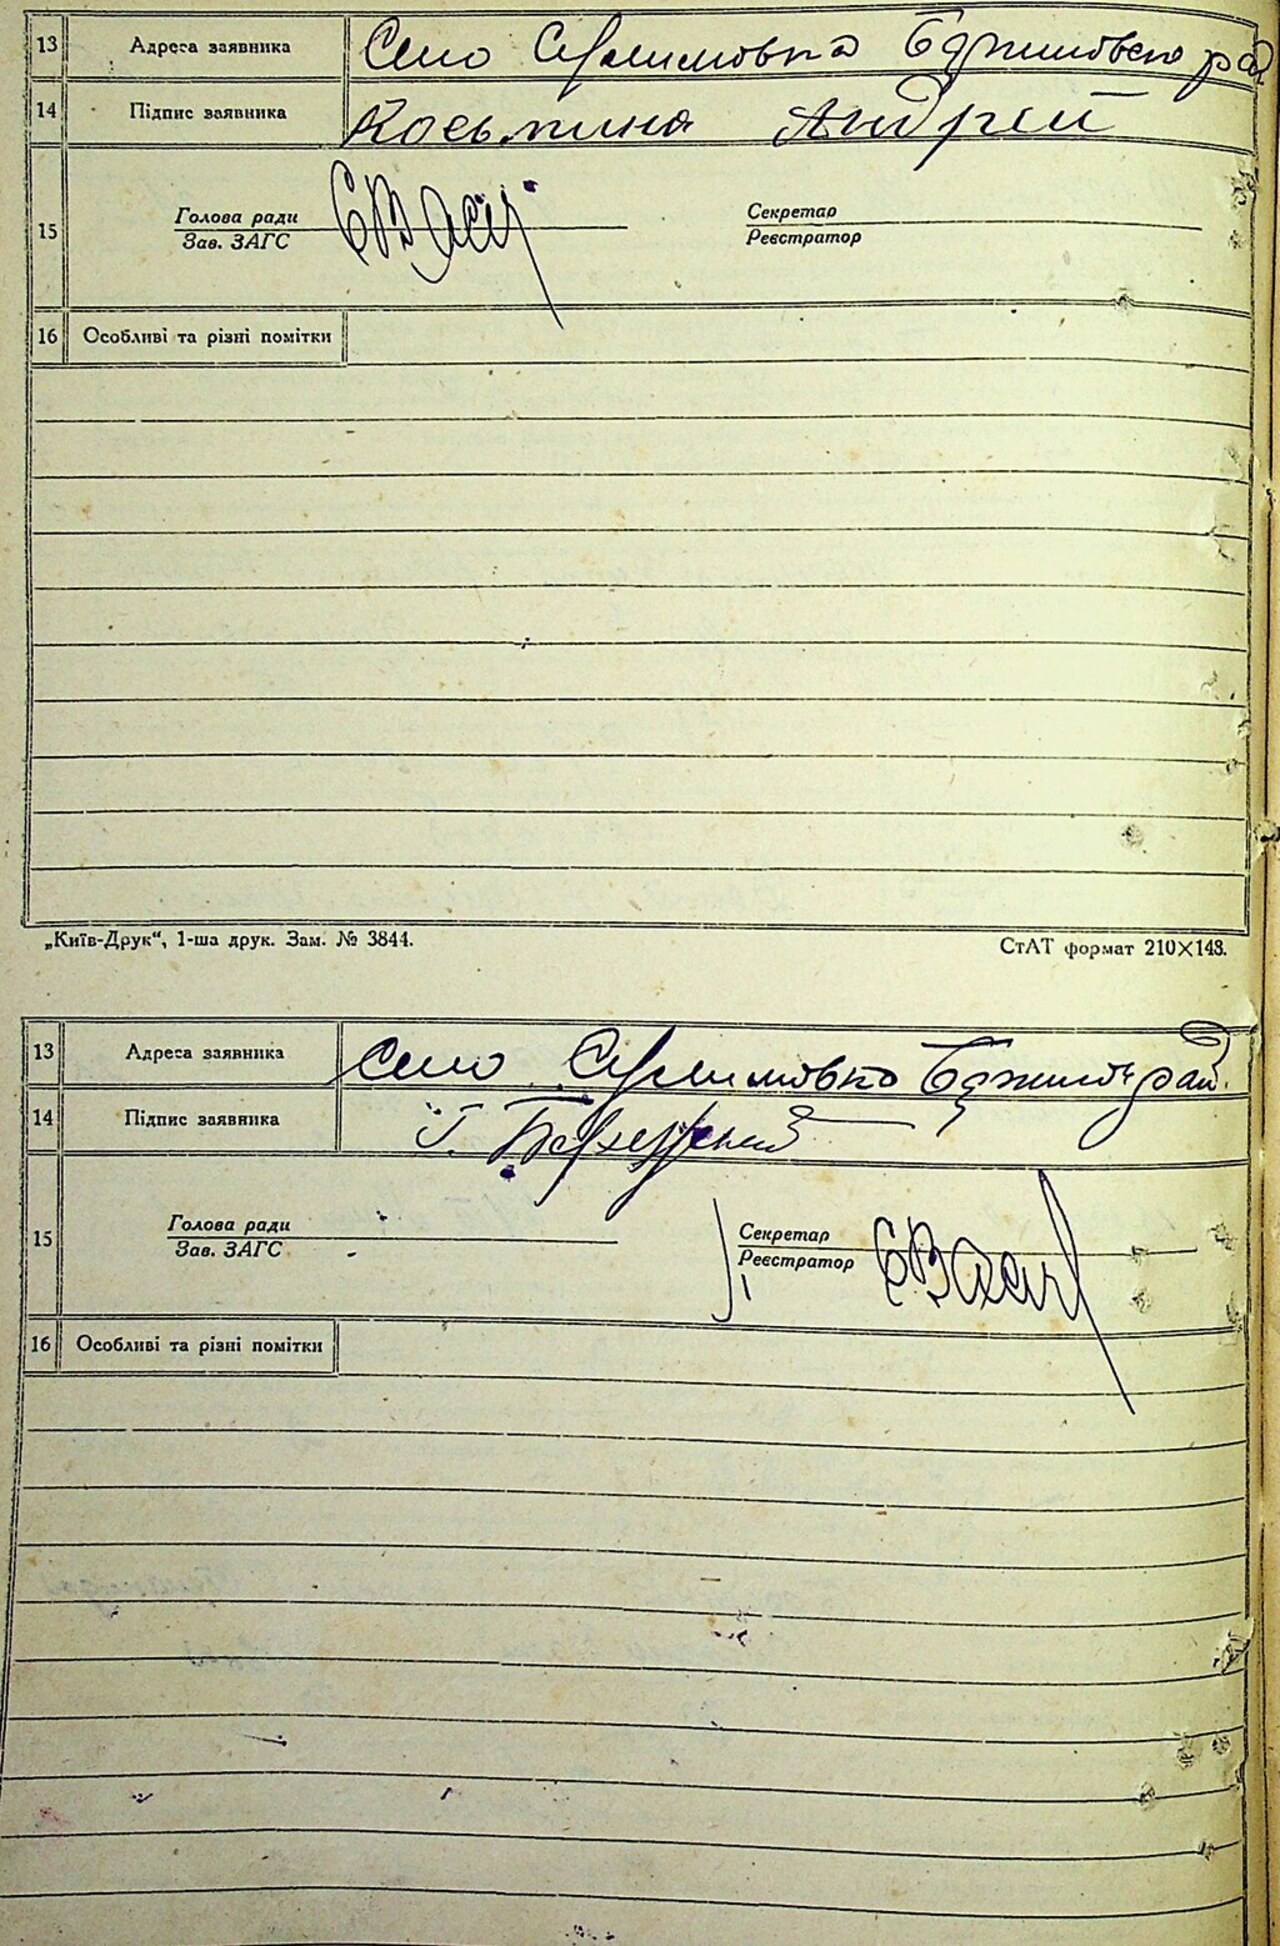 13 Адреса заявника Село
14 Підпис заявника Косьмина Андрей
15 Голова ради Секретар
Зав. ЗАГС Реєстратор
16 Особливі та різні помітки
„Київ-Друк“, 1-ша друк. Зам. № 3844. СтАТ формат 210×148.
13 Адреса заявника Село рай.
14 Підпис заявника Г.
15 Голова ради Секретар
Зав. ЗАГС Реєстратор
16 Особливі та різні помітки